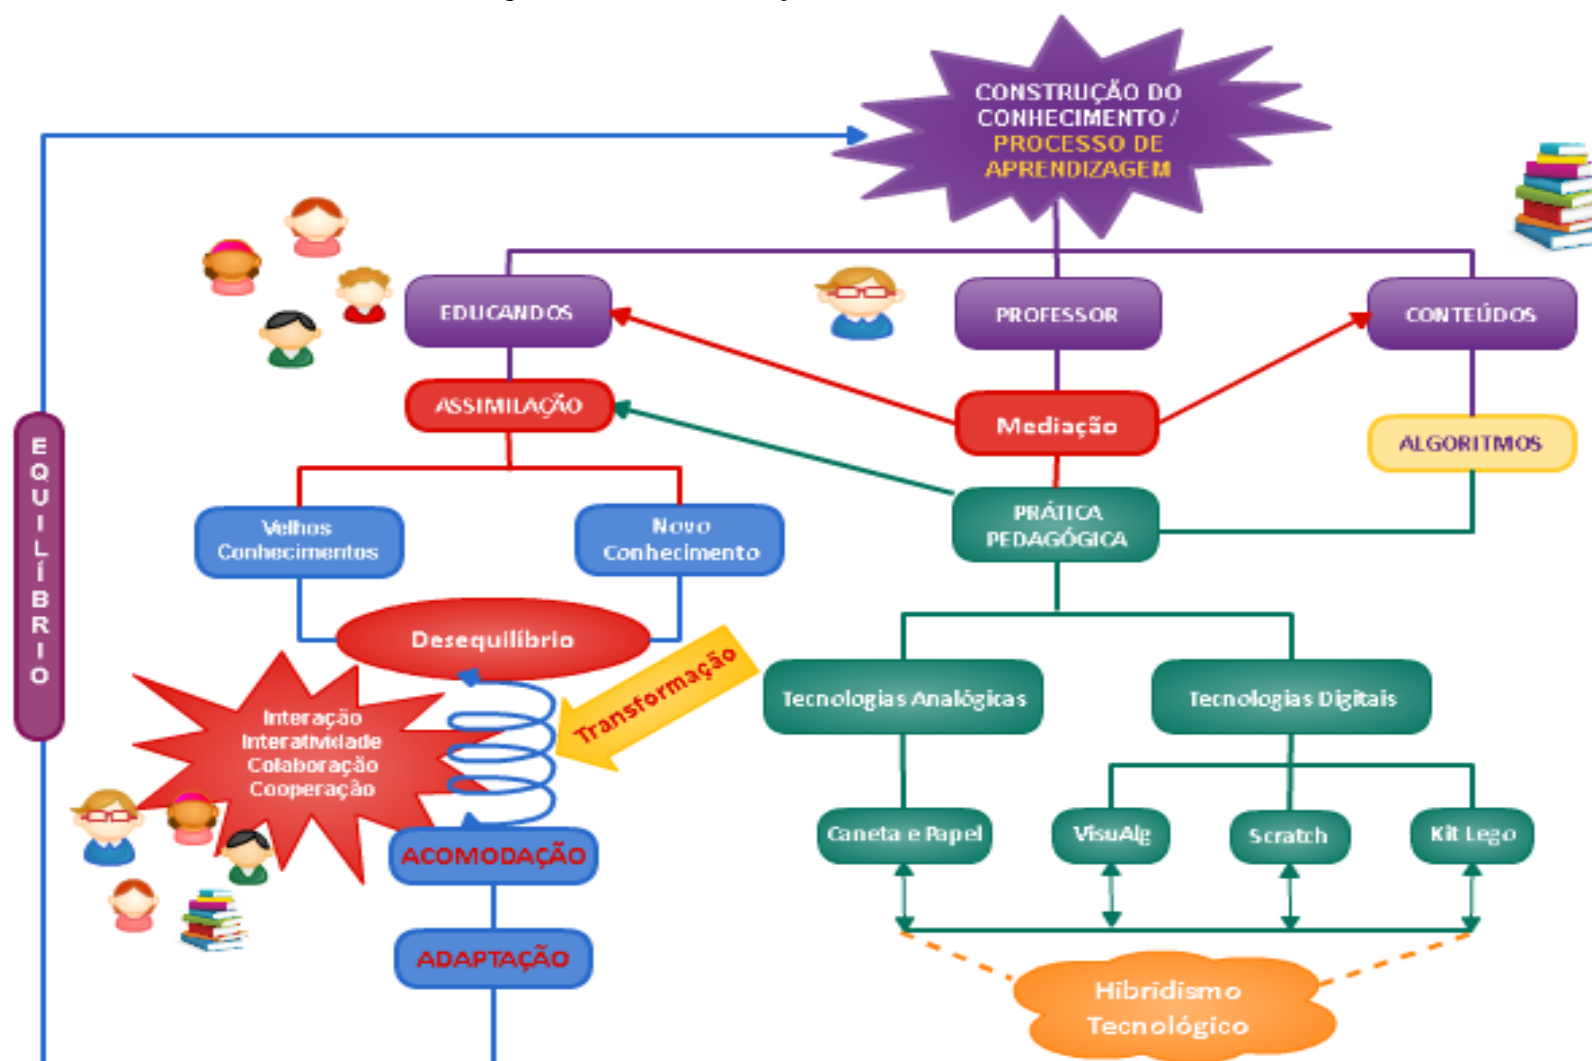 CONSTRUÇÃO DO
CONHECIMENTO /
PROCESSO DE
APRENDIZAGEM
EDUCANDOS
PROFESSOR
CONTEÚDOS
ASSIMILAÇÃO
Mediação
ALGORITMOS
EQUILÍBRIO
Velhos
Conhecimentos
Novo
Conhecimento
PRÁTICA
PEDAGÓGICA
Desequilíbrio
Transformação
Tecnologias Analógicas
Tecnologias Digitais
Interação
Interatividade
Colaboração
Cooperação
Caneta e Papel
VisuAlg
Scratch
Kit Lego
ACOMODAÇÃO
ADAPTAÇÃO
Hibridismo
Tecnológico